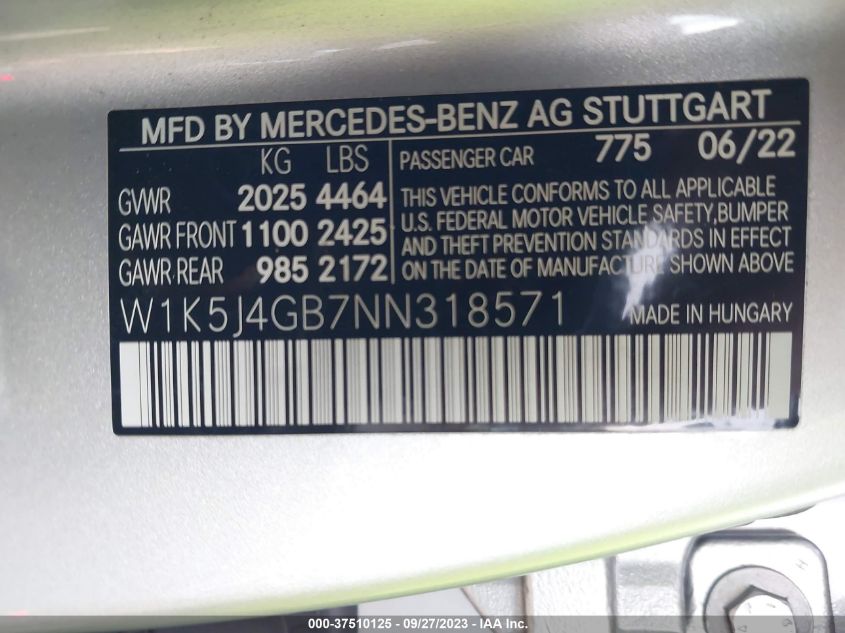 MFD BY MERCEDES-BENZ AG STUTTGART
KG LBS PASSENGER CAR 775 06/22
GVWR 2025 4464
GAWR FRONT 1100 2425
GAWR REAR 985 2172
THIS VEHICLE CONFORMS TO ALL APPLICABLE
U.S. FEDERAL MOTOR VEHICLE SAFETY,BUMPER
AND THEFT PREVENTION STANDARDS IN EFFECT
ON THE DATE OF MANUFACTURE SHOWN ABOVE
W1K5J4GB7NN318571 MADE IN HUNGARY
000-37510125 - 09/27/2023 - IAA Inc.